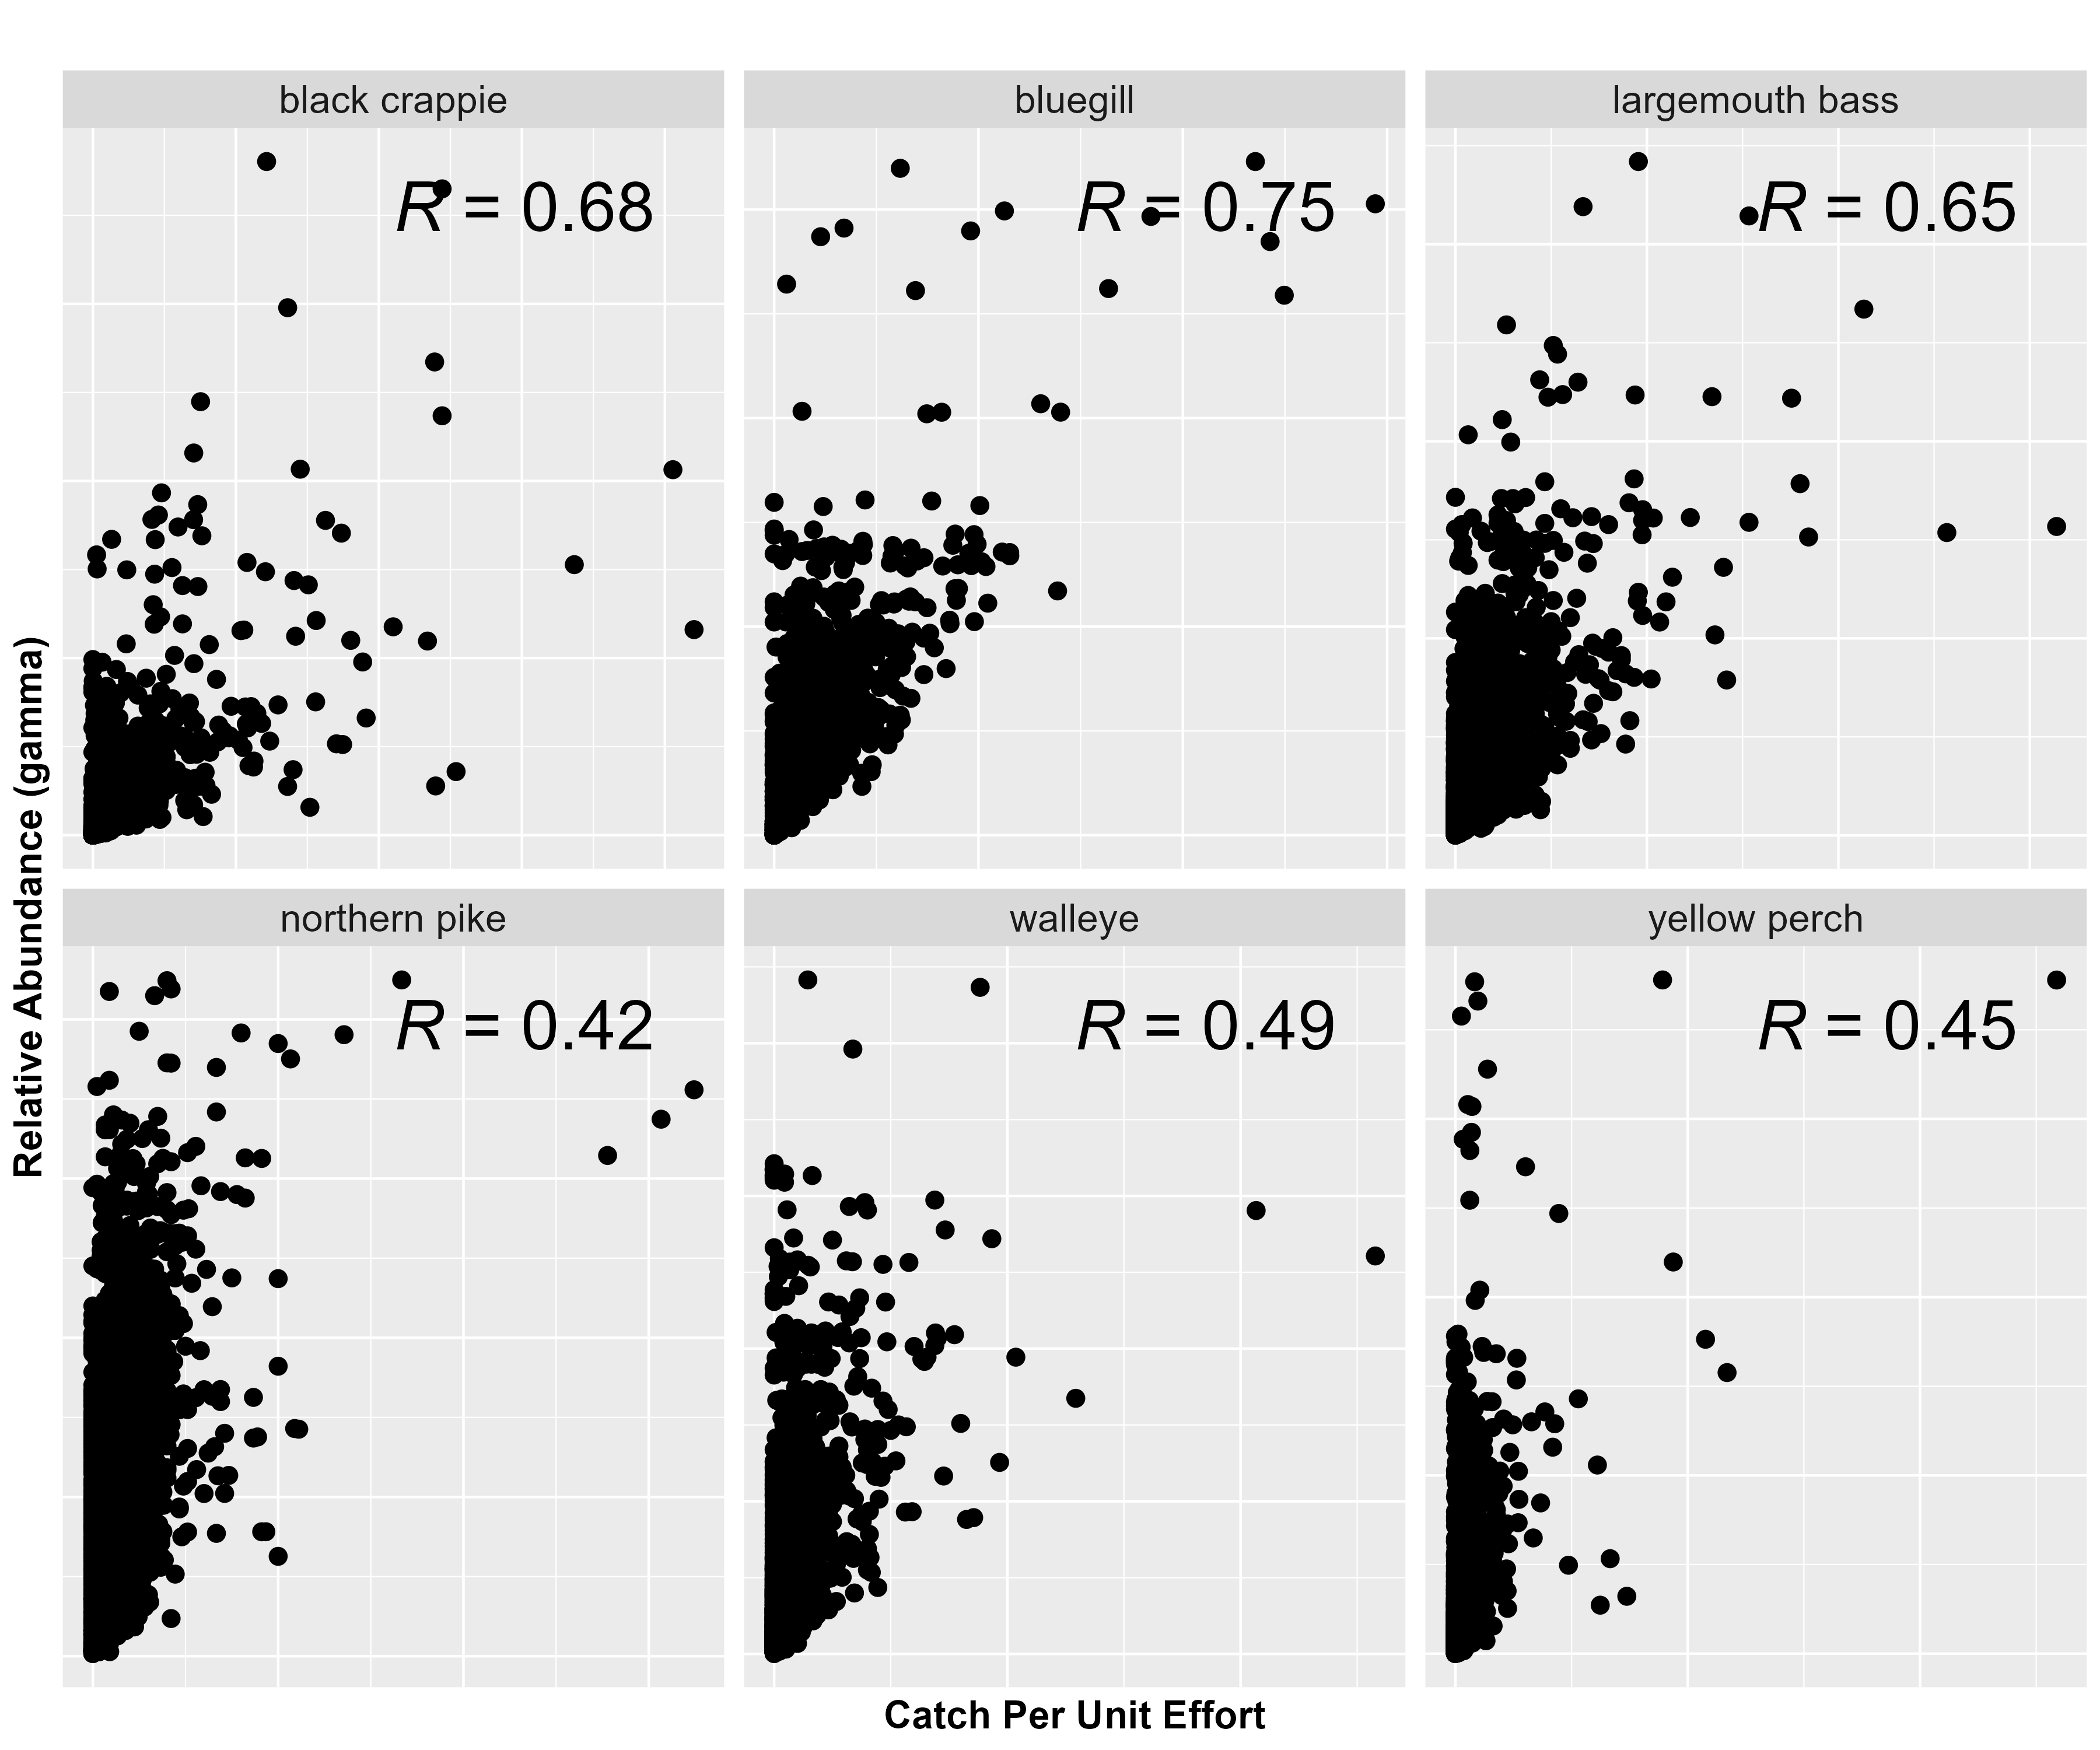 black crappie
bluegill
largemouth bass
R = 0.68
R = 0.75
R = 0.65
northern pike
walleye
yellow perch
R = 0.42
R = 0.49
R = 0.45
Relative Abundance (gamma)
Catch Per Unit Effort